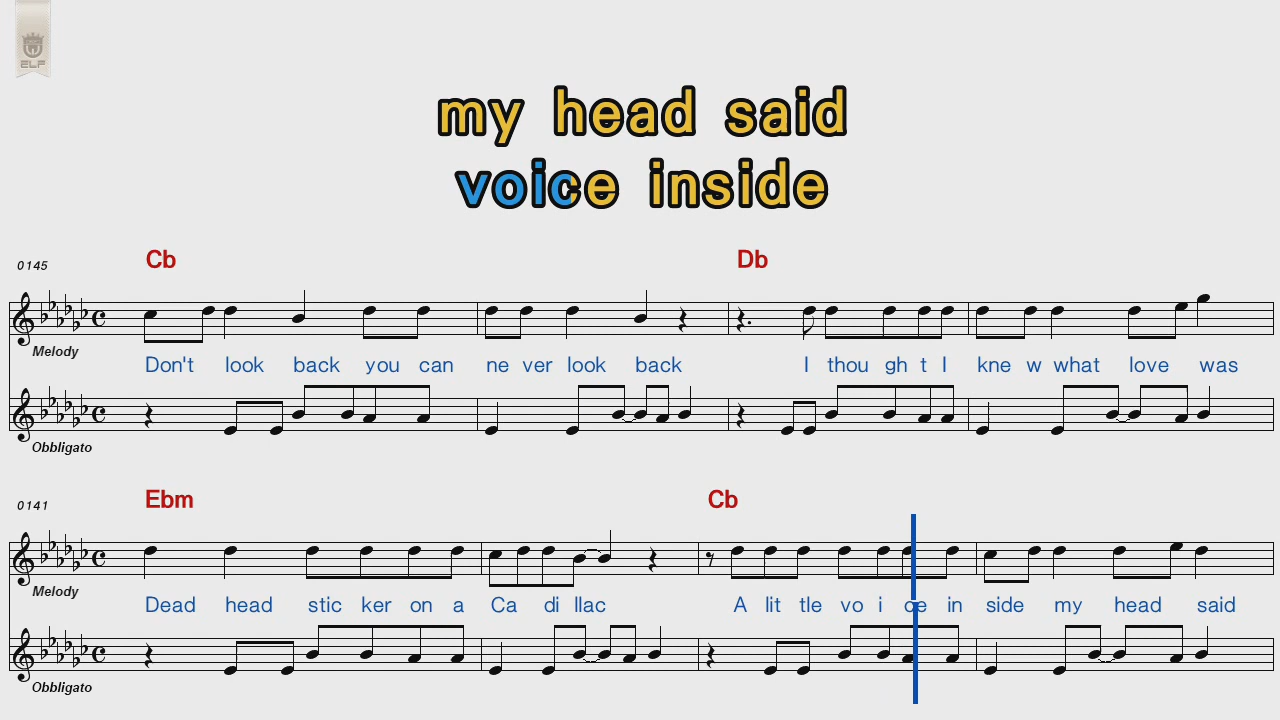 ELF
my head said
voice inside
0145
Cb Db
Melody
Don't look back you can ne ver look back I thou gh t I kne w what love was
Obbligato
0141
Ebm Cb
Melody
Dead head stic ker on a Ca di llac A lit tle vo i ce in side my head said
Obbligato